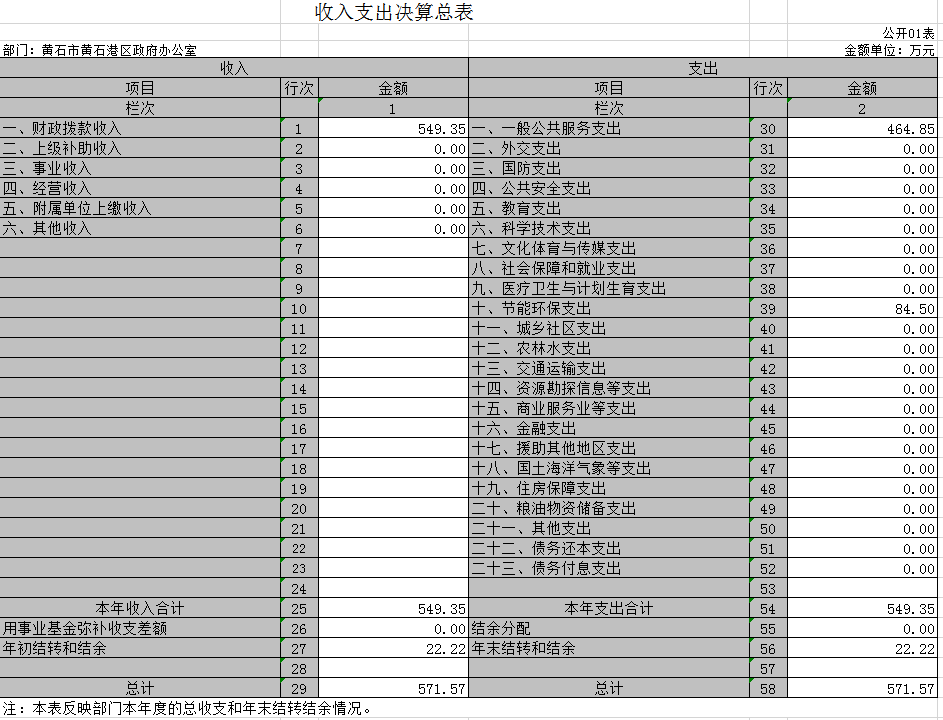 收入支出决算总表
公开01表
部门：黄石市黄石港区政府办公室 金额单位：万元
收入 支出
项目 行次 金额 项目 行次 金额
栏次 1 栏次 2
一、财政拨款收入 1 549.35 一、一般公共服务支出 30 464.85
二、上级补助收入 2 0.00 二、外交支出 31 0.00
三、事业收入 3 0.00 三、国防支出 32 0.00
四、经营收入 4 0.00 四、公共安全支出 33 0.00
五、附属单位上缴收入 5 0.00 五、教育支出 34 0.00
六、其他收入 6 0.00 六、科学技术支出 35 0.00
7 七、文化体育与传媒支出 36 0.00
8 八、社会保障和就业支出 37 0.00
9 九、医疗卫生与计划生育支出 38 0.00
10 十、节能环保支出 39 84.50
11 十一、城乡社区支出 40 0.00
12 十二、农林水支出 41 0.00
13 十三、交通运输支出 42 0.00
14 十四、资源勘探信息等支出 43 0.00
15 十五、商业服务业等支出 44 0.00
16 十六、金融支出 45 0.00
17 十七、援助其他地区支出 46 0.00
18 十八、国土海洋气象等支出 47 0.00
19 十九、住房保障支出 48 0.00
20 二十、粮油物资储备支出 49 0.00
21 二十一、其他支出 50 0.00
22 二十二、债务还本支出 51 0.00
23 二十三、债务付息支出 52 0.00
24 53
本年收入合计 25 549.35 本年支出合计 54 549.35
用事业基金弥补收支差额 26 0.00 结余分配 55 0.00
年初结转和结余 27 22.22 年末结转和结余 56 22.22
28 57
总计 29 571.57 总计 58 571.57
注：本表反映部门本年度的总收支和年末结转结余情况。